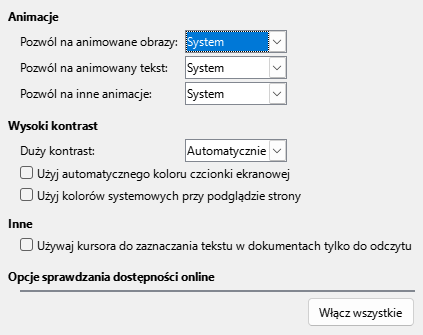 Animacje
Pozwól na animowane obrazy: System
Pozwól na animowany tekst: System
Pozwól na inne animacje: System
Wysoki kontrast
Duży kontrast: Automatycznie
Użyj automatycznego koloru czcionki ekranowej
Użyj kolorów systemowych przy podglądzie strony
Inne
Używaj kursora do zaznaczania tekstu w dokumentach tylko do odczytu
Opcje sprawdzania dostępności online
Włącz wszystkie